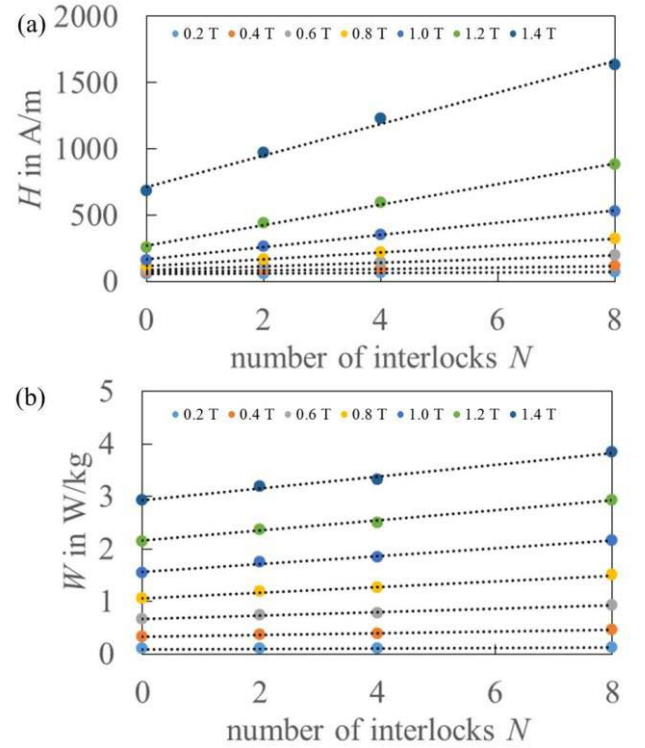 (a)
2000
1500
1000
500
0
H in A/m
0.2 T 0.4 T 0.6 T 0.8 T 1.0 T 1.2 T 1.4 T
0 2 4 6 8
number of interlocks N
(b)
5
4
3
2
1
0
W in W/kg
0.2 T 0.4 T 0.6 T 0.8 T 1.0 T 1.2 T 1.4 T
0 2 4 6 8
number of interlocks N